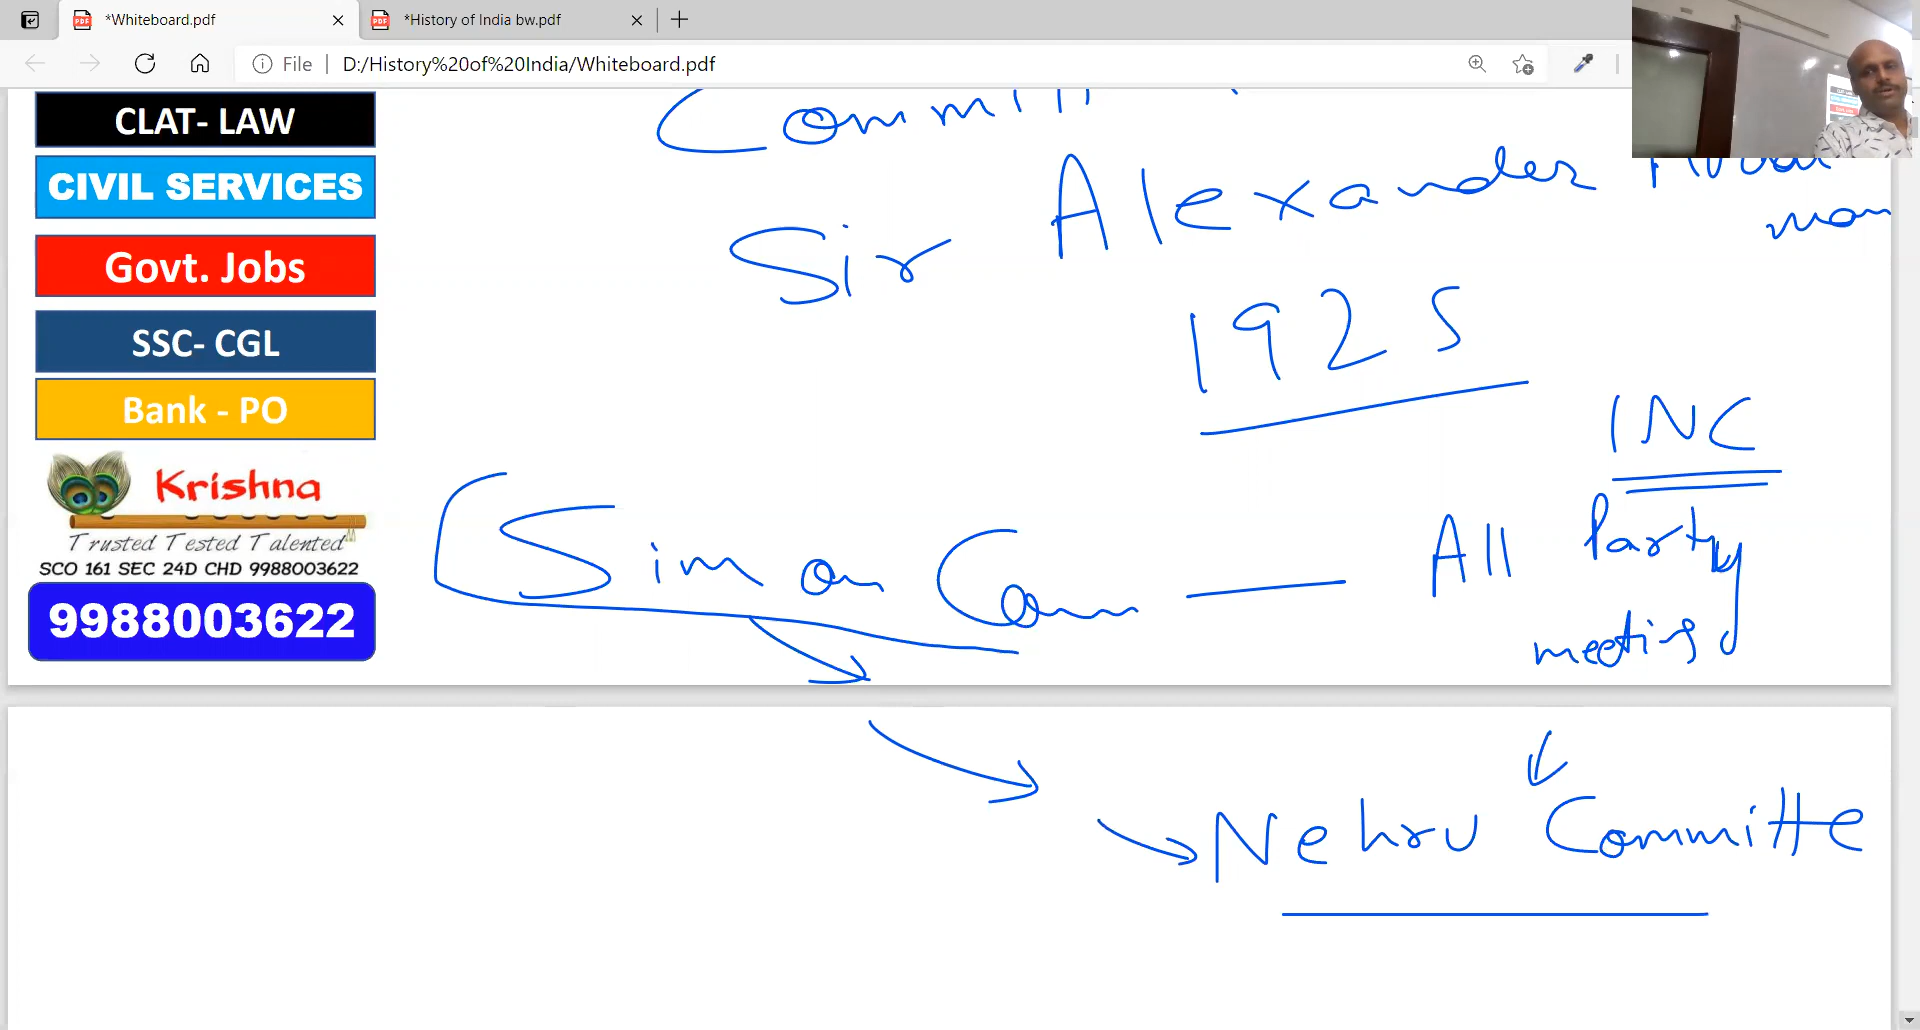 *Whiteboard.pdf
*History of India bw.pdf
File
D:/History%20of%20India/Whiteboard.pdf
CLAT- LAW
CIVIL SERVICES
Govt. Jobs
SSC- CGL
Bank - PO
Krishna
Trusted Tested Talented
SCO 161 SEC 24D CHD 9988003622
9988003622
Sir Alexander
man
1925
INC
Simon Com — All Party
meeting
Nehru Committe